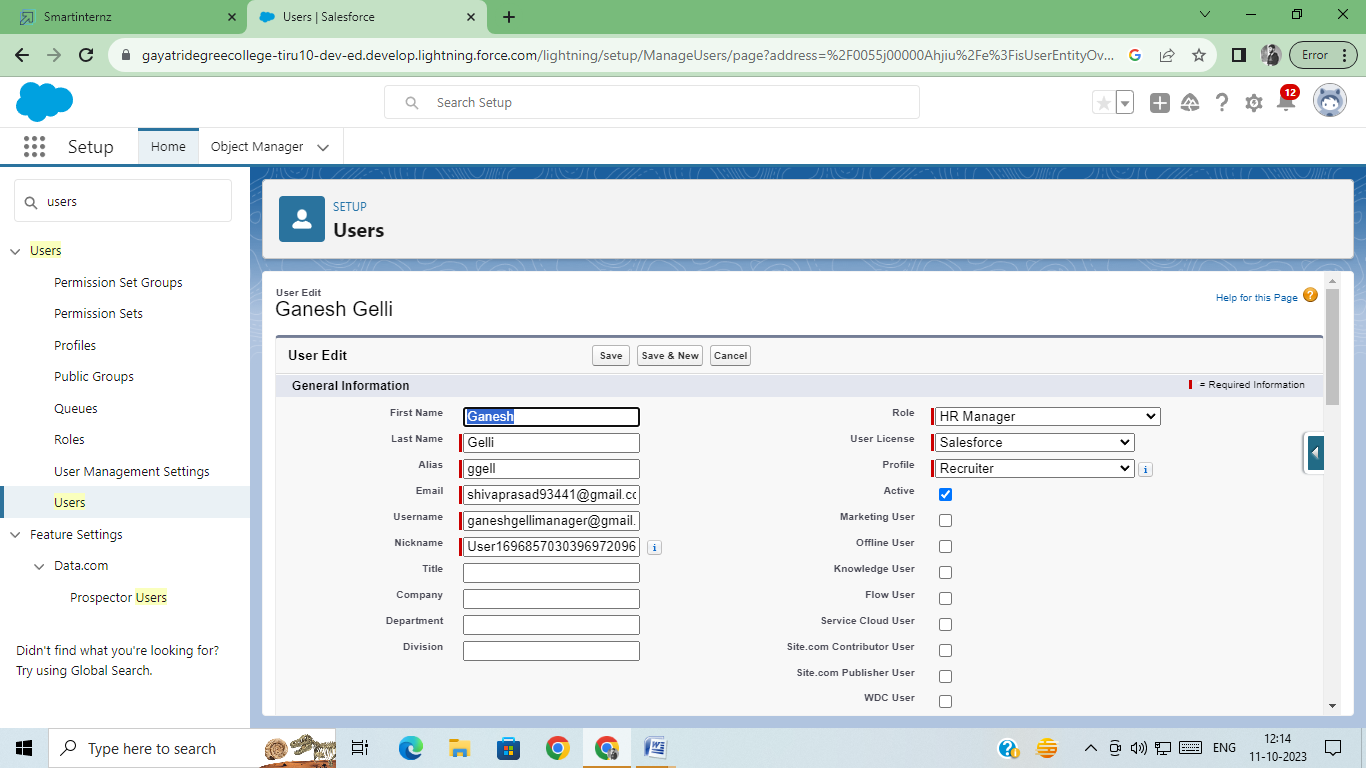 Smartinternz
Users | Salesforce
gayatridegreecollege-tiru10-dev-ed.develop.lightning.force.com/lightning/setup/ManageUsers/page?address=%2F0055j00000Ahjiu%2Fe%3FisUserEntityOv...
Error
Search Setup
12
Setup
Home
Object Manager
users
Users
Permission Set Groups
Permission Sets
Profiles
Public Groups
Queues
Roles
User Management Settings
Users
Feature Settings
Data.com
Prospector Users
Didn't find what you're looking for?
Try using Global Search.
SETUP
Users
User Edit
Ganesh Gelli
Help for this Page
User Edit
Save
Save & New
Cancel
General Information
= Required Information
First Name
Ganesh
Last Name
Gelli
Alias
ggell
Email
shivaprasad93441@gmail.cc
Username
ganeshgellimanager@gmail.
Nickname
User1696857030396972096
Title
Company
Department
Division
Role
HR Manager
User License
Salesforce
Profile
Recruiter
Active
Marketing User
Offline User
Knowledge User
Flow User
Service Cloud User
Site.com Contributor User
Site.com Publisher User
WDC User
Type here to search
ENG
12:14
11-10-2023